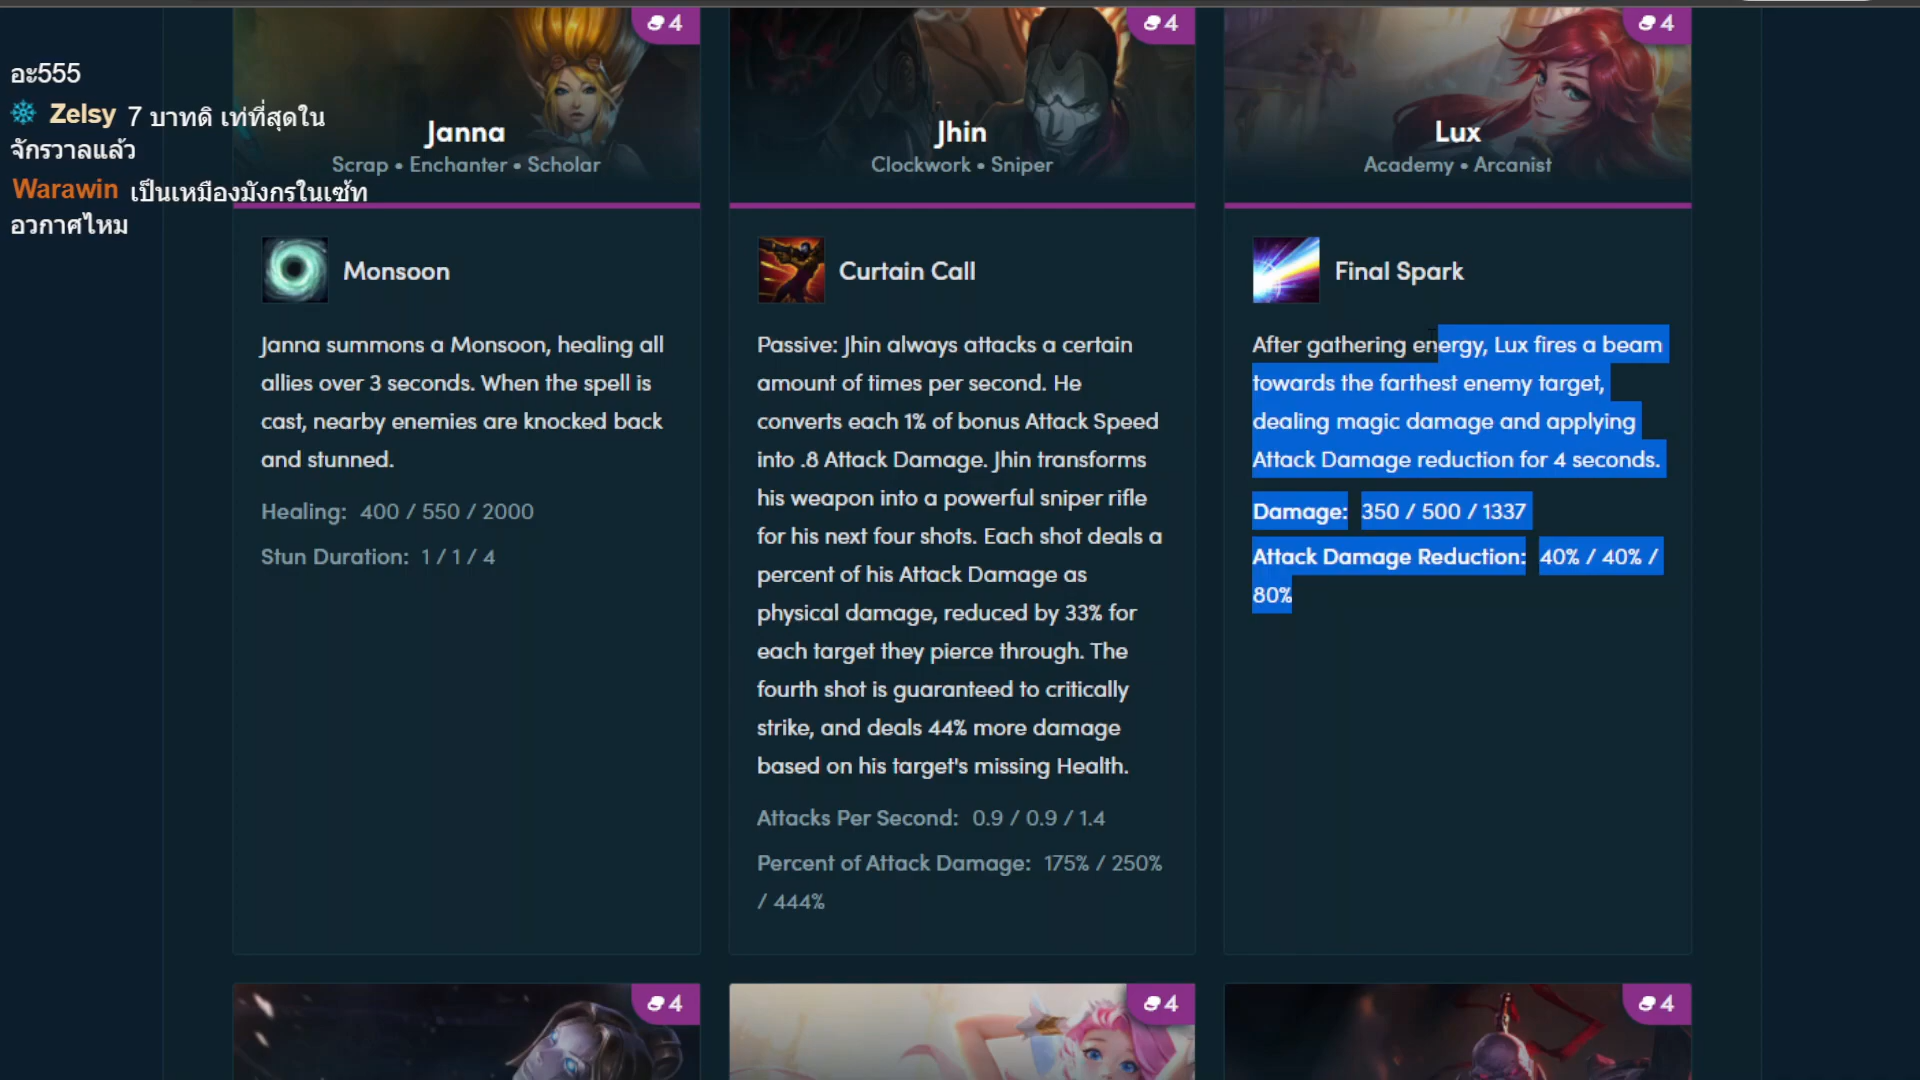 อะ555
Zelsy 7 บาทดิ เท่ที่สุดใน
จักรวาลแล้ว
Warawin เป็นเหมืองมังกรในเซ้ท
อวกาศไหม
4
Janna
Scrap • Enchanter • Scholar
Monsoon
Janna summons a Monsoon, healing all
allies over 3 seconds. When the spell is
cast, nearby enemies are knocked back
and stunned.
Healing: 400 / 550 / 2000
Stun Duration: 1 / 1 / 4
4
Jhin
Clockwork • Sniper
Curtain Call
Passive: Jhin always attacks a certain
amount of times per second. He
converts each 1% of bonus Attack Speed
into .8 Attack Damage. Jhin transforms
his weapon into a powerful sniper rifle
for his next four shots. Each shot deals a
percent of his Attack Damage as
physical damage, reduced by 33% for
each target they pierce through. The
fourth shot is guaranteed to critically
strike, and deals 44% more damage
based on his target's missing Health.
Attacks Per Second: 0.9 / 0.9 / 1.4
Percent of Attack Damage: 175% / 250%
/ 444%
4
Lux
Academy • Arcanist
Final Spark
After gathering energy, Lux fires a beam
towards the farthest enemy target,
dealing magic damage and applying
Attack Damage reduction for 4 seconds.
Damage: 350 / 500 / 1337
Attack Damage Reduction: 40% / 40% /
80%
4
4
4